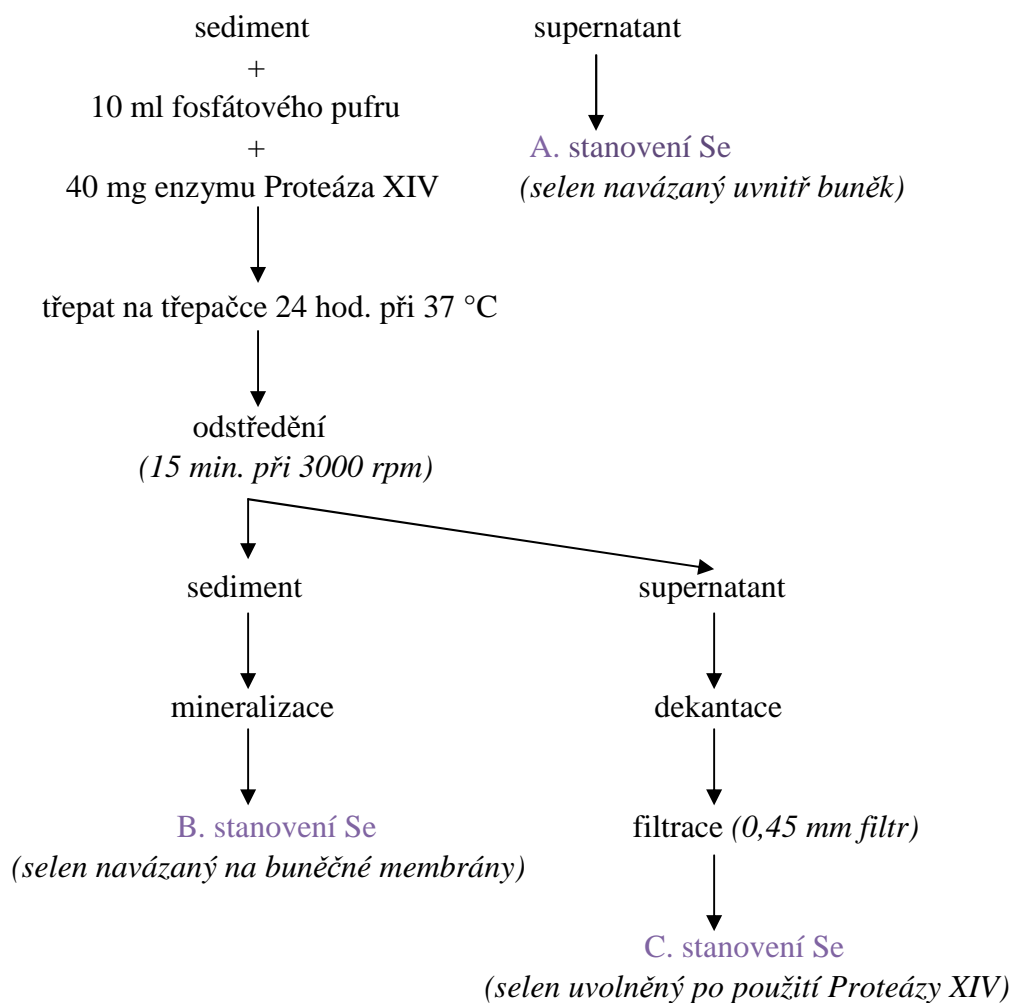 sediment
supernatant
+
10 ml fosfátového pufru
+
A. stanovení Se
40 mg enzymu Proteáza XIV
(selen navázaný uvnitř buněk)
třepat na třepačce 24 hod. při 37 °C
odstředění
(15 min. při 3000 rpm)
sediment
supernatant
mineralizace
dekantace
B. stanovení Se
filtrace (0,45 mm filtr)
(selen navázaný na buněčné membrány)
C. stanovení Se
(selen uvolněný po použití Proteázy XIV)